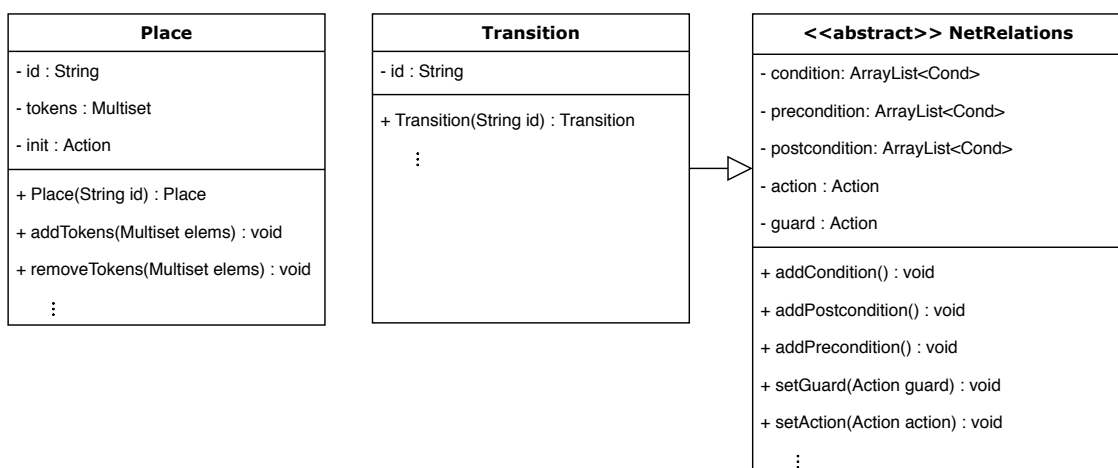 Place
- id : String
- tokens : Multiset
- init : Action
+ Place(String id) : Place
+ addTokens(Multiset elems) : void
+ removeTokens(Multiset elems) : void
Transition
- id : String
+ Transition(String id) : Transition
<<abstract>> NetRelations
- condition: ArrayList<Cond>
- precondition: ArrayList<Cond>
- postcondition: ArrayList<Cond>
- action : Action
- guard : Action
+ addCondition() : void
+ addPostcondition() : void
+ addPrecondition() : void
+ setGuard(Action guard) : void
+ setAction(Action action) : void